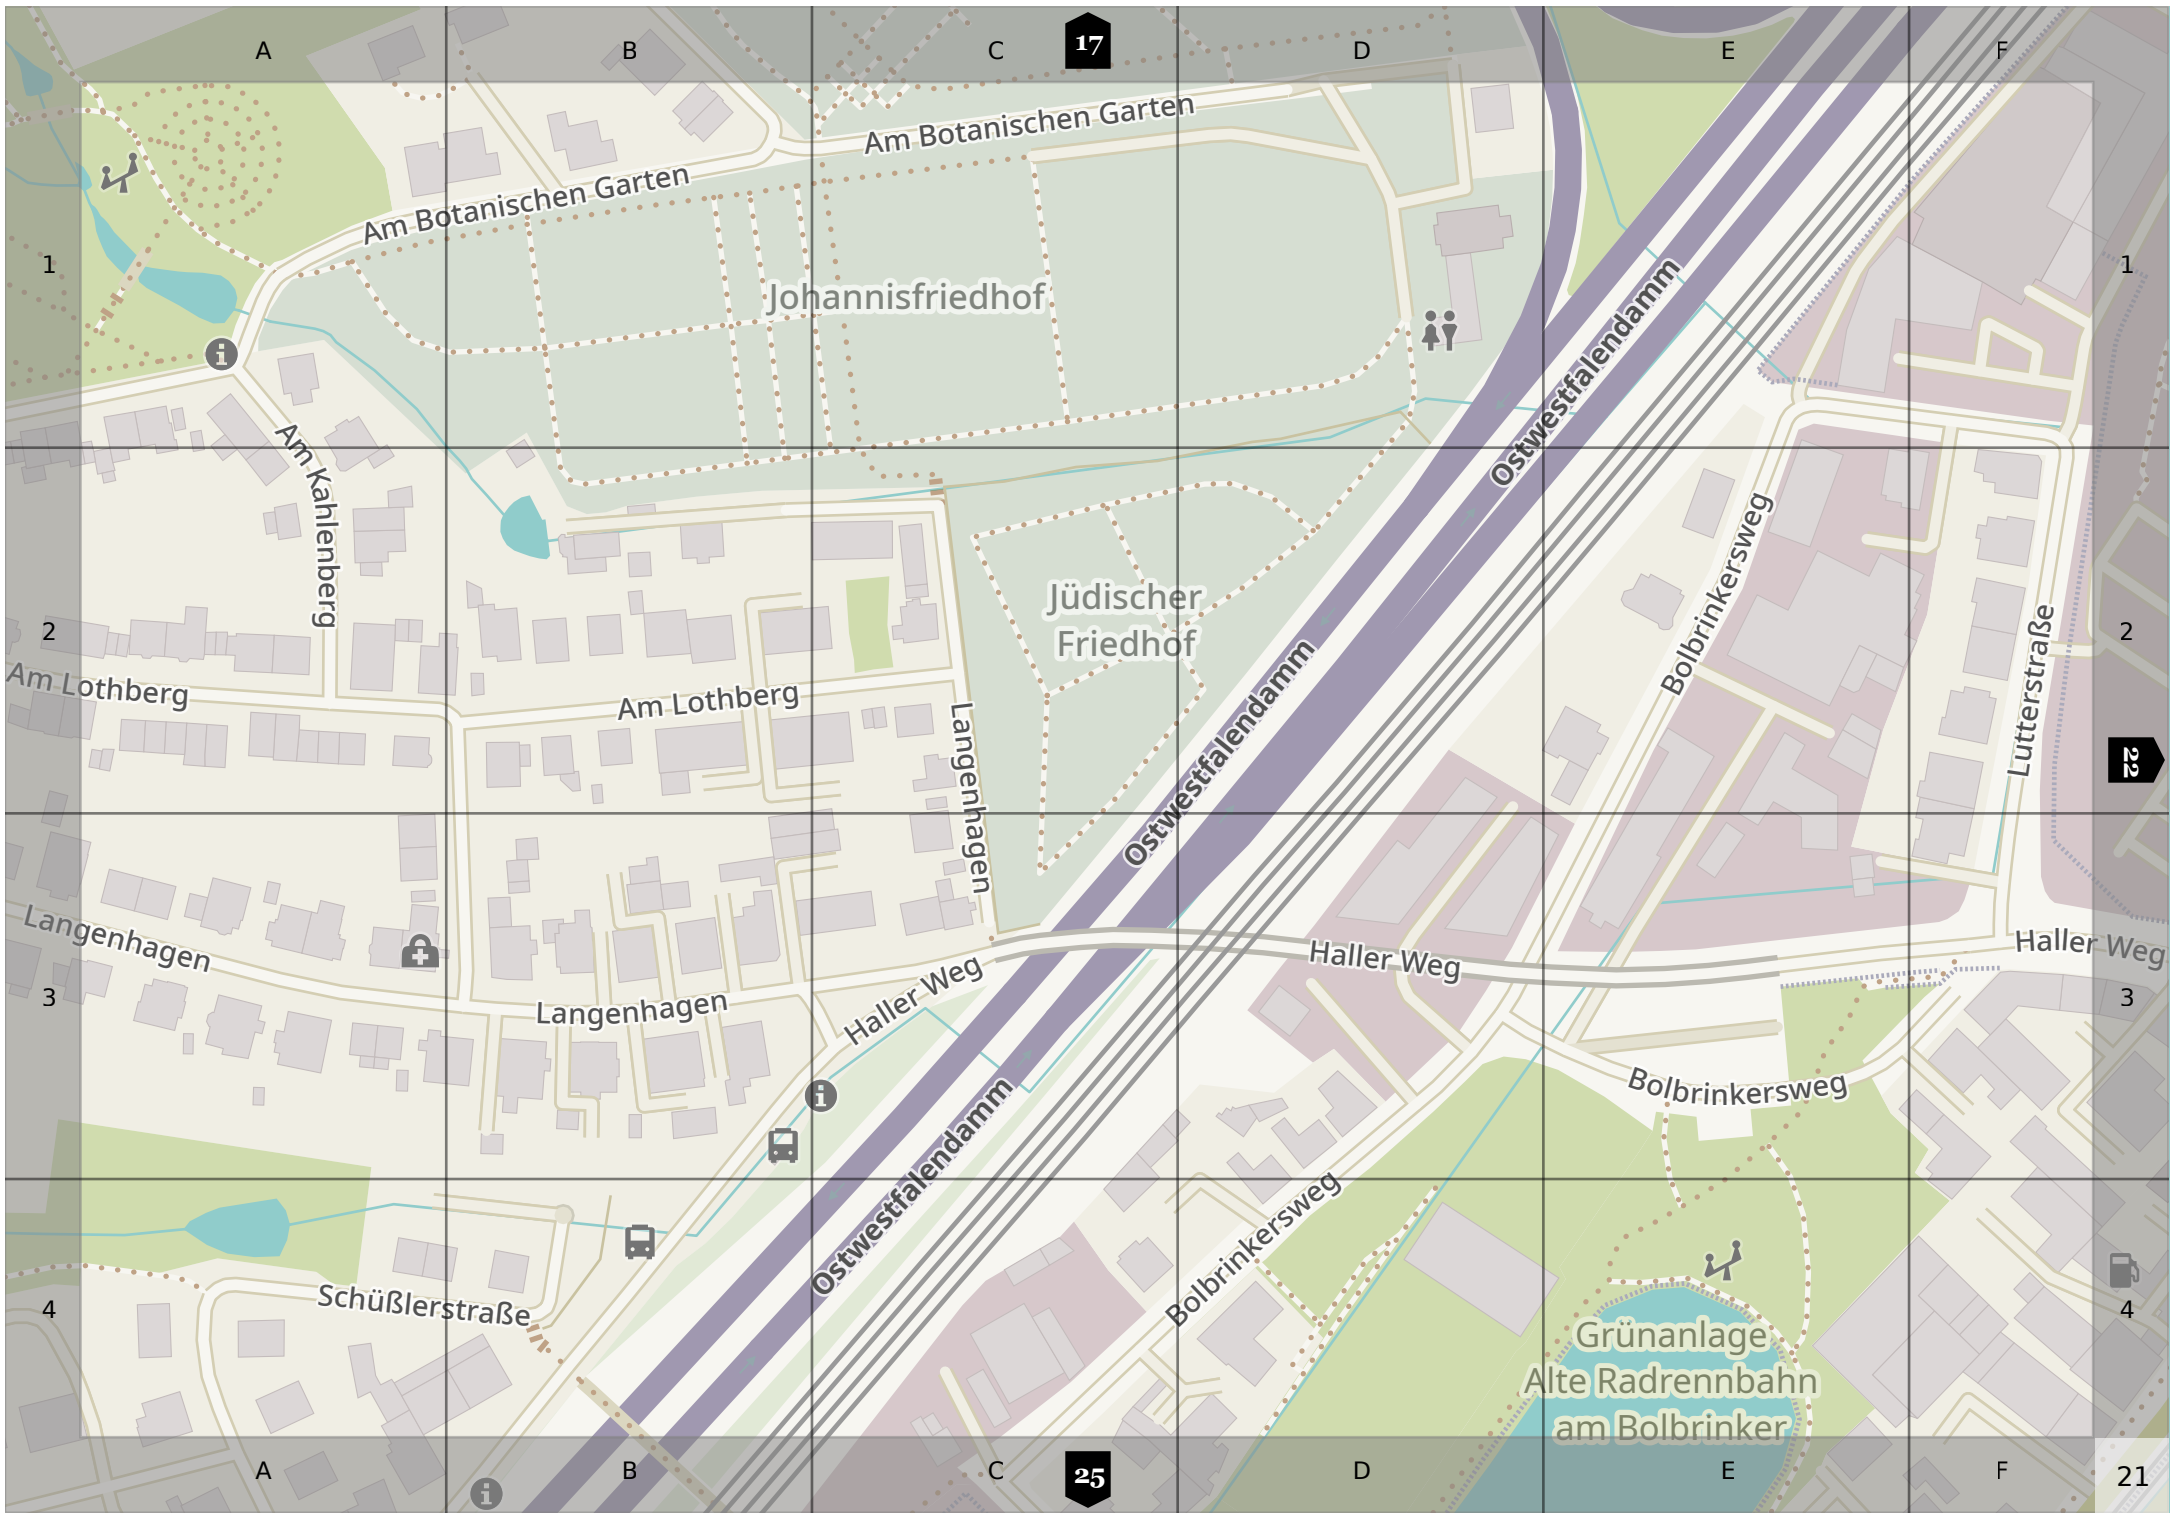 A
B
C
17
D
E
F
Am Botanischen Garten
Am Botanischen Garten
1
Johannisfriedhof
Ostwestfalendamm
1
Am Kahlenberg
Ostwestfalendamm
Bolbrinkersweg
2
Jüdischer
Friedhof
Lutterstraße
2
Am Lothberg
Am Lothberg
Langenhagen
Ostwestfalendamm
22
Langenhagen
Haller Weg
Haller Weg
Haller Weg
3
Langenhagen
3
Bolbrinkersweg
Ostwestfalendamm
Bolbrinkersweg
4
Schüßlerstraße
4
Grünanlage
Alte Radrennbahn
am Bolbrinker
A
B
C
25
D
E
F
21